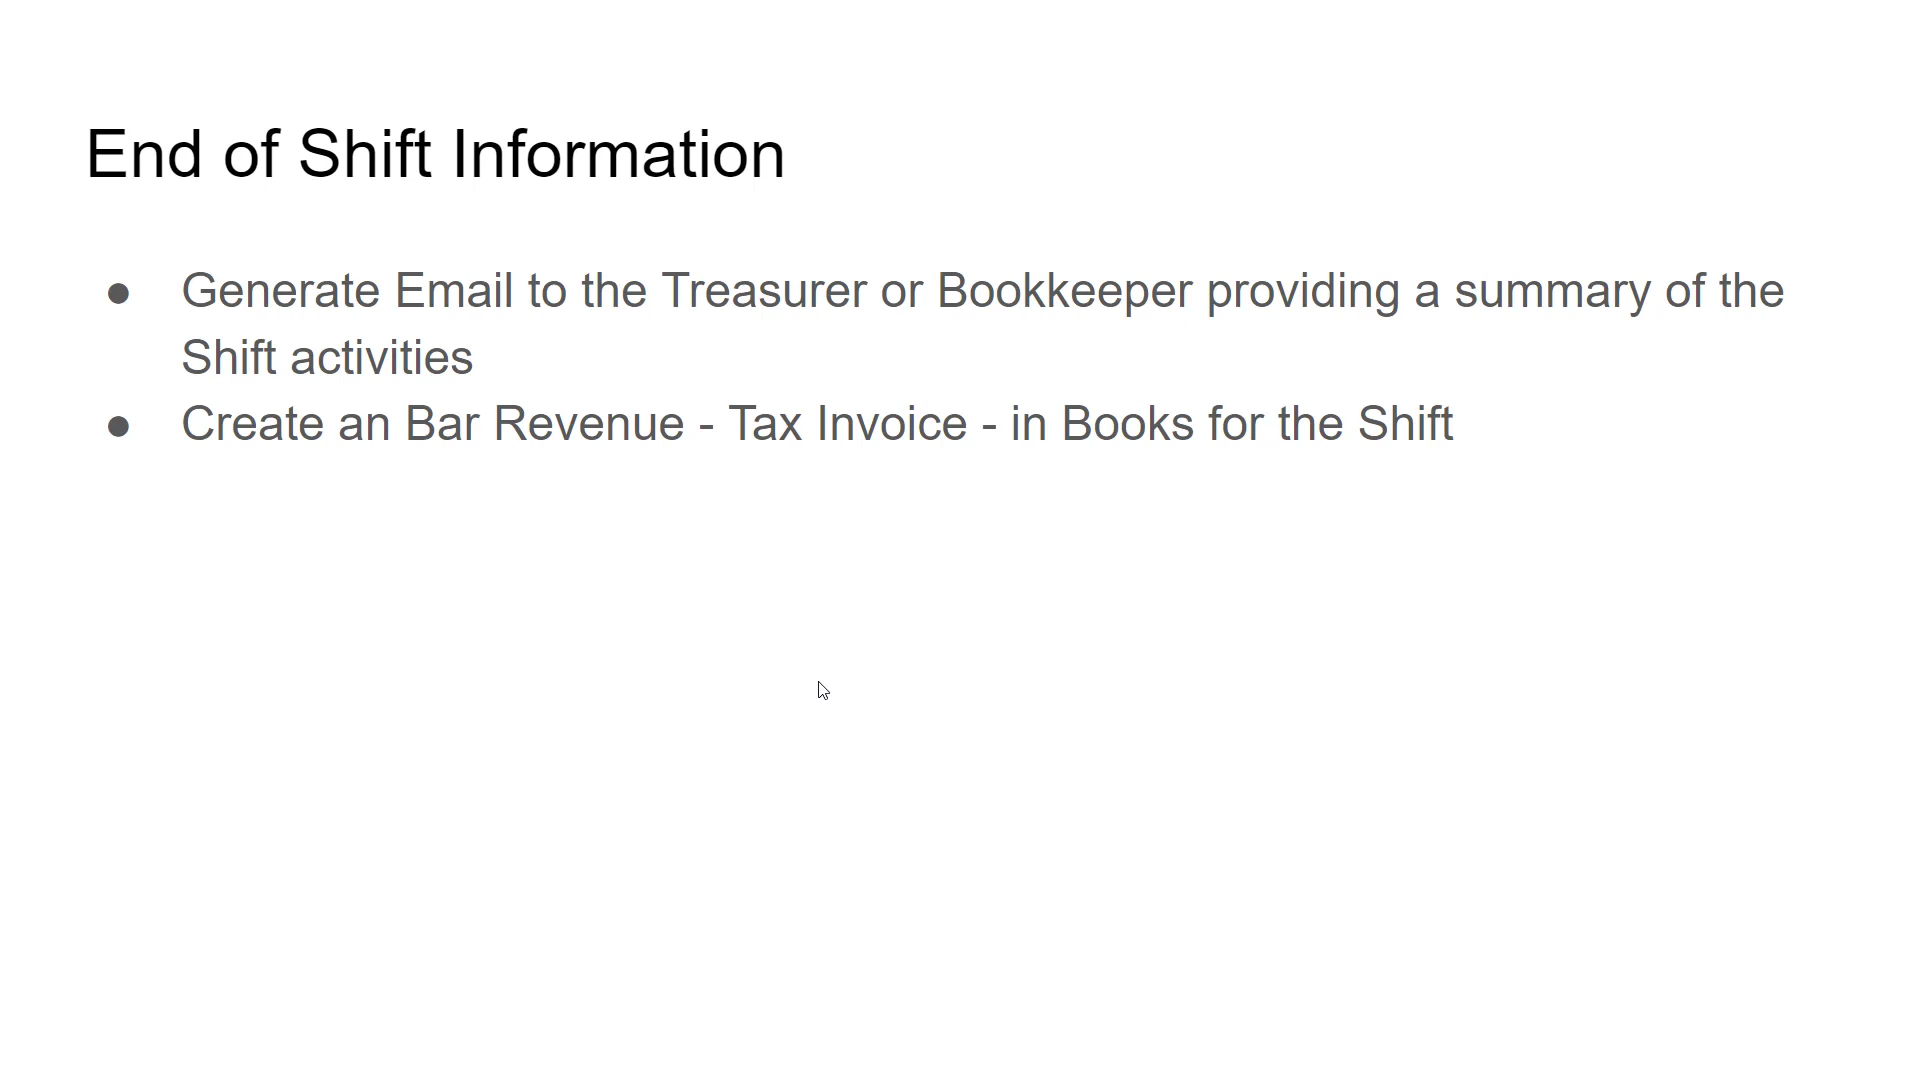 End of Shift Information
● Generate Email to the Treasurer or Bookkeeper providing a summary of the
Shift activities
● Create an Bar Revenue - Tax Invoice - in Books for the Shift